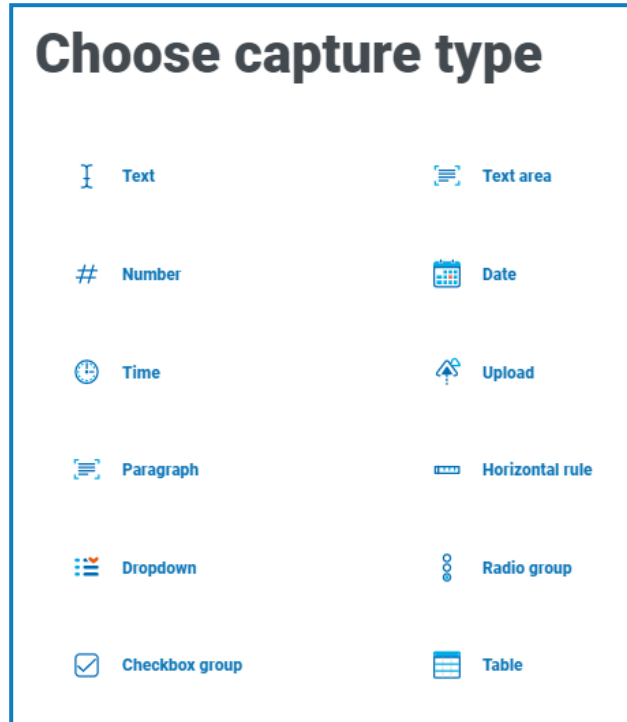 Choose capture type
Text
Text area
Number
Date
Time
Upload
Paragraph
Horizontal rule
Dropdown
Radio group
Checkbox group
Table